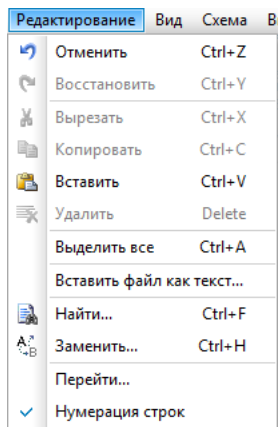 Редактирование Вид Схема В
Отменить Ctrl+Z
Восстановить Ctrl+Y
Вырезать Ctrl+X
Копировать Ctrl+C
Вставить Ctrl+V
Удалить Delete
Выделить все Ctrl+A
Вставить файл как текст...
Найти... Ctrl+F
Заменить... Ctrl+H
Перейти...
Нумерация строк